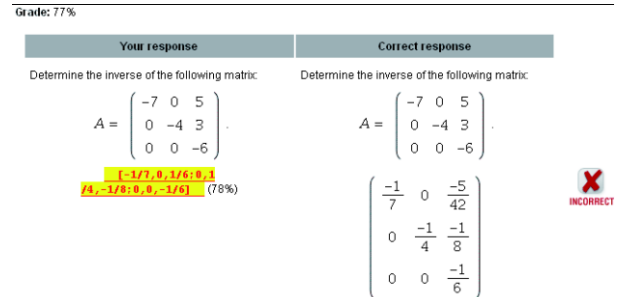 Grade: 77%
Your response Correct response
Determine the inverse of the following matrix: Determine the inverse of the following matrix:
A = ( -7 0 5 ; 0 -4 3 ; 0 0 -6 ) . A = ( -7 0 5 ; 0 -4 3 ; 0 0 -6 ) .
[-1/7,0,1/6;0,1
/4,-1/8;0,0,-1/6] (78%)
( -1/7 0 -5/42 ; 0 -1/4 -1/8 ; 0 0 -1/6 )
INCORRECT